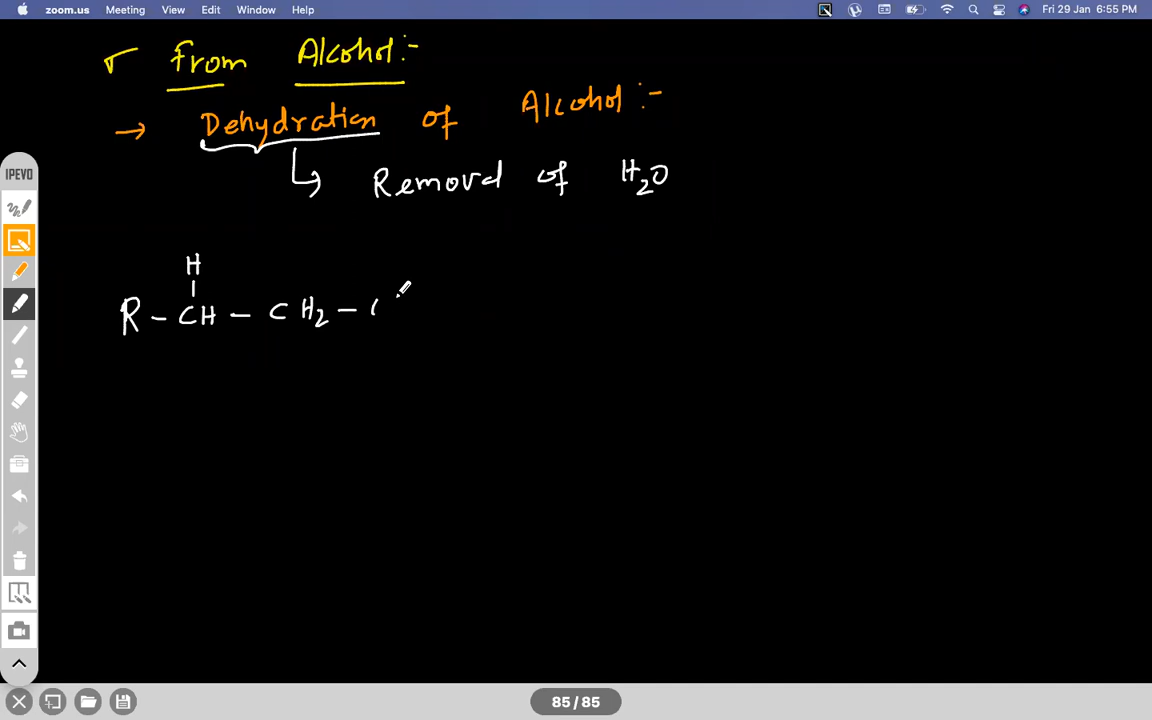 zoom.us Meeting View Edit Window Help Fri 29 Jan 6:55 PM
From Alcohol:-
→ Dehydration of Alcohol:-
↳ Removal of H₂O
IPEVO
H
R - CH - CH₂ -
85/85